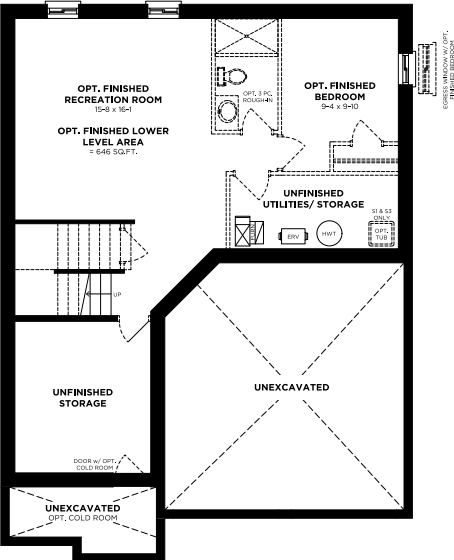 OPT. FINISHED
RECREATION ROOM
15-8 x 16-1
OPT. FINISHED LOWER
LEVEL AREA
= 646 SQ.FT.
OPT. 3 PC.
ROUGH-IN
OPT. FINISHED
BEDROOM
9-4 x 9-10
EGRESS WINDOW W/ OPT.
FINISHED BEDROOM
UNFINISHED
UTILITIES/ STORAGE
S1 & S3
ONLY
OPT.
TUB
FURN.
ERV
HWT
UP
UNFINISHED
STORAGE
UNEXCAVATED
DOOR w/ OPT.
COLD ROOM
UNEXCAVATED
OPT. COLD ROOM